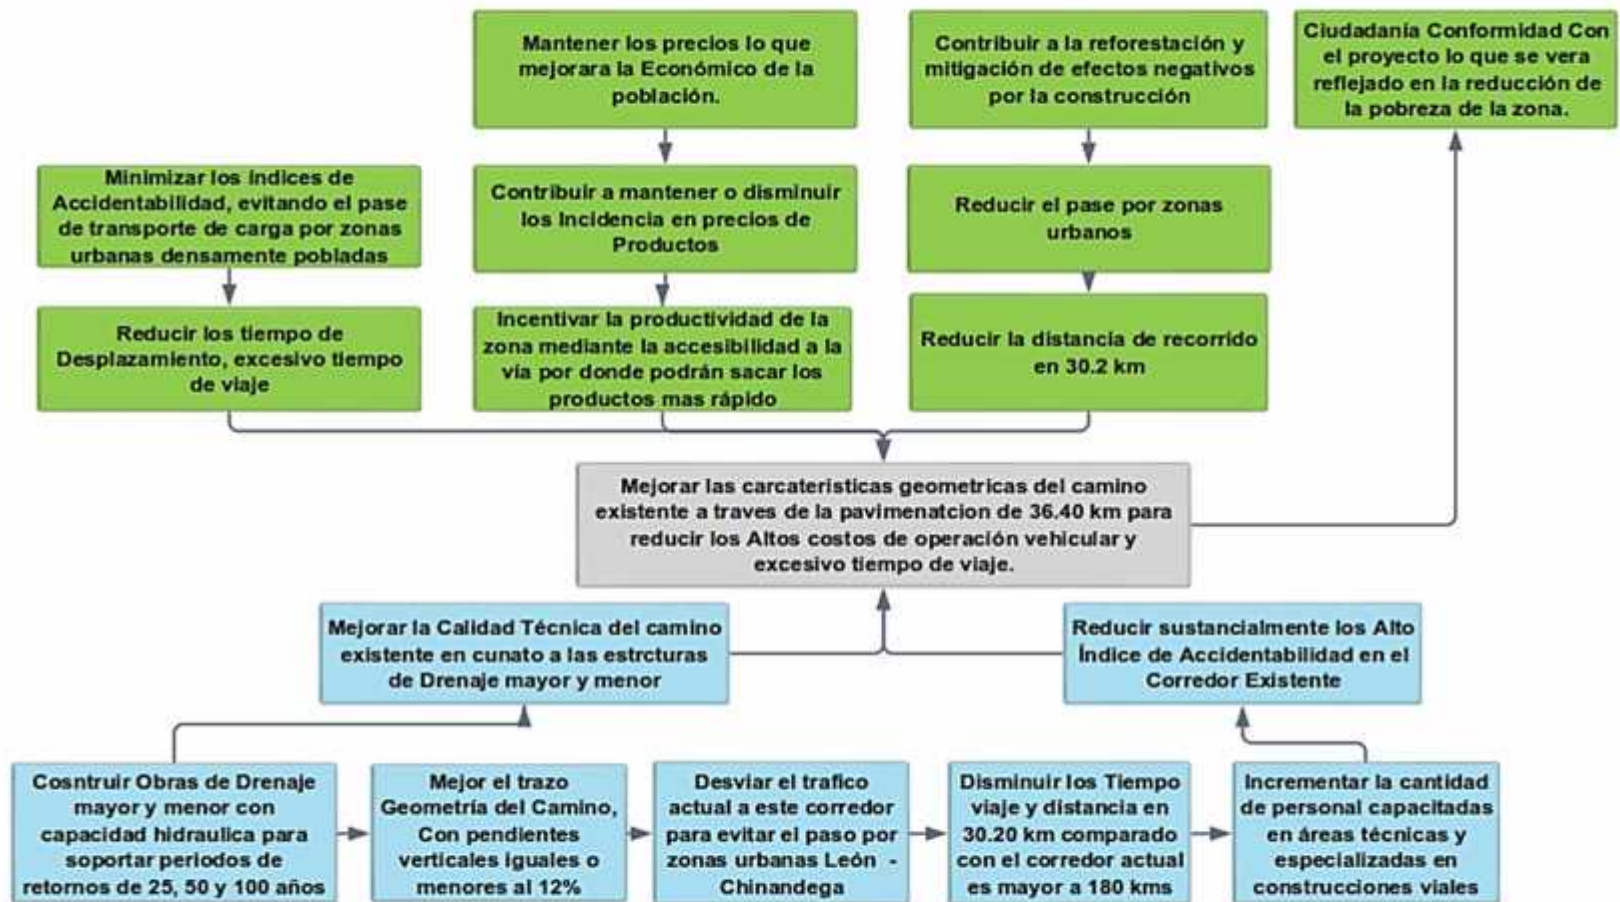 Mantener los precios lo que
mejorara la Económico de la
población.
Contribuir a la reforestación y
mitigación de efectos negativos
por la construcción
Ciudadanía Conformidad Con
el proyecto lo que se vera
reflejado en la reducción de
la pobreza de la zona.
Minimizar los índices de
Accidentabilidad, evitando el pase
de transporte de carga por zonas
urbanas densamente pobladas
Contribuir a mantener o disminuir
los Incidencia en precios de
Productos
Reducir el pase por zonas
urbanos
Reducir los tiempo de
Desplazamiento, excesivo tiempo
de viaje
Incentivar la productividad de la
zona mediante la accesibilidad a la
vía por donde podrán sacar los
productos mas rápido
Reducir la distancia de recorrido
en 30.2 km
Mejorar las carcateristicas geometricas del camino
existente a traves de la pavimenatcion de 36.40 km para
reducir los Altos costos de operación vehicular y
excesivo tiempo de viaje.
Mejorar la Calidad Técnica del camino
existente en cunato a las estrcturas
de Drenaje mayor y menor
Reducir sustancialmente los Alto
Índice de Accidentabilidad en el
Corredor Existente
Cosntruir Obras de Drenaje
mayor y menor con
capacidad hidraulica para
soportar periodos de
retornos de 25, 50 y 100 años
Mejor el trazo
Geometría del Camino,
Con pendientes
verticales iguales o
menores al 12%
Desviar el trafico
actual a este corredor
para evitar el paso por
zonas urbanas León -
Chinandega
Disminuir los Tiempo
viaje y distancia en
30.20 km comparado
con el corredor actual
es mayor a 180 kms
Incrementar la cantidad
de personal capacitadas
en áreas técnicas y
especializadas en
construcciones viales